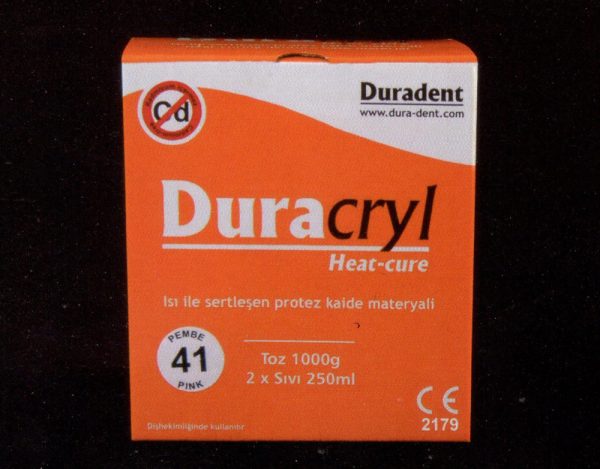 Duradent
www.dura-dent.com
Cd
Duracryl
Heat-cure
Isı ile sertleşen protez kaide materyali
PEMBE
41
PINK
Toz 1000g
2 x Sıvı 250ml
CE
2179
Dişhekimliğinde kullanılır